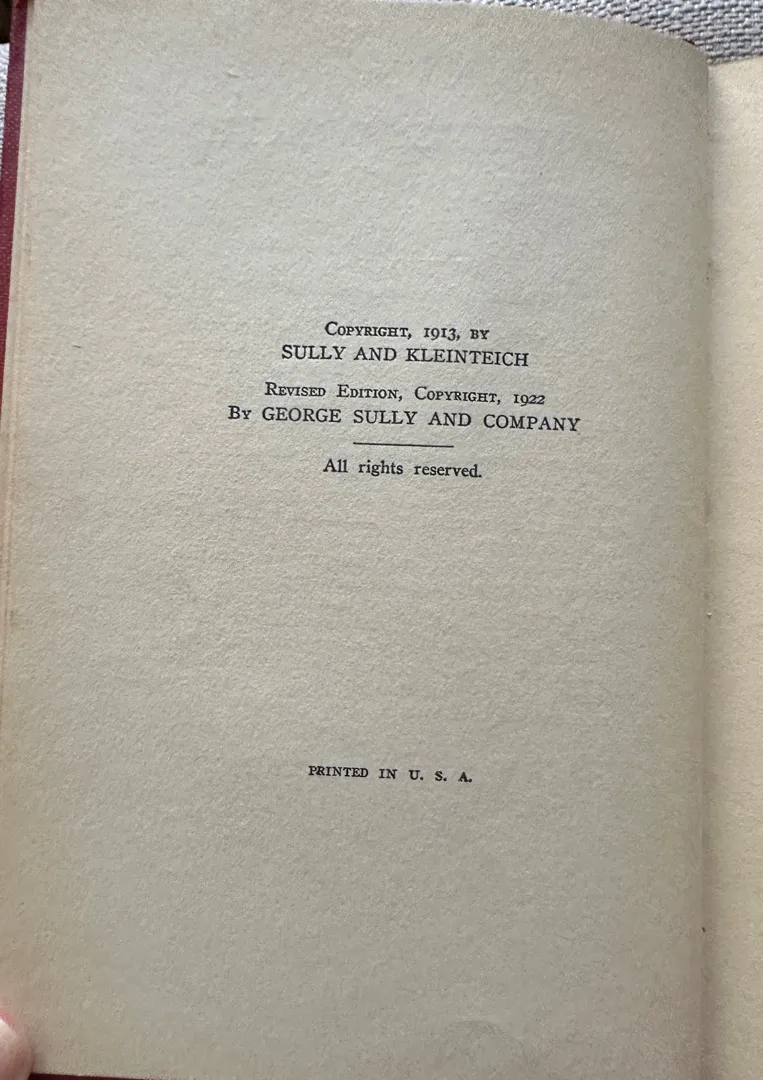 Copyright, 1913, by
SULLY AND KLEINTEICH
Revised Edition, Copyright, 1922
By GEORGE SULLY AND COMPANY
All rights reserved.
PRINTED IN U. S. A.